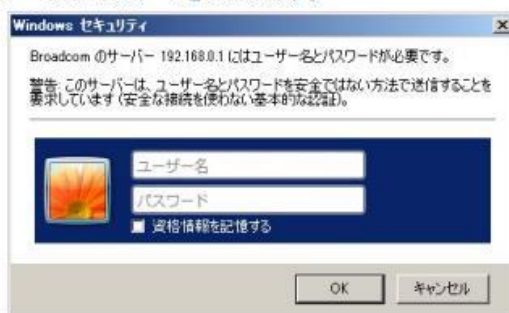 Windows セキュリティ
Broadcom のサーバー 192.168.0.1 にはユーザー名とパスワードが必要です。
警告: このサーバーは、ユーザー名とパスワードを安全ではない方法で送信することを
要求しています (安全な接続を使わない基本的な認証)。
ユーザー名
パスワード
資格情報を記憶する
OK
キャンセル